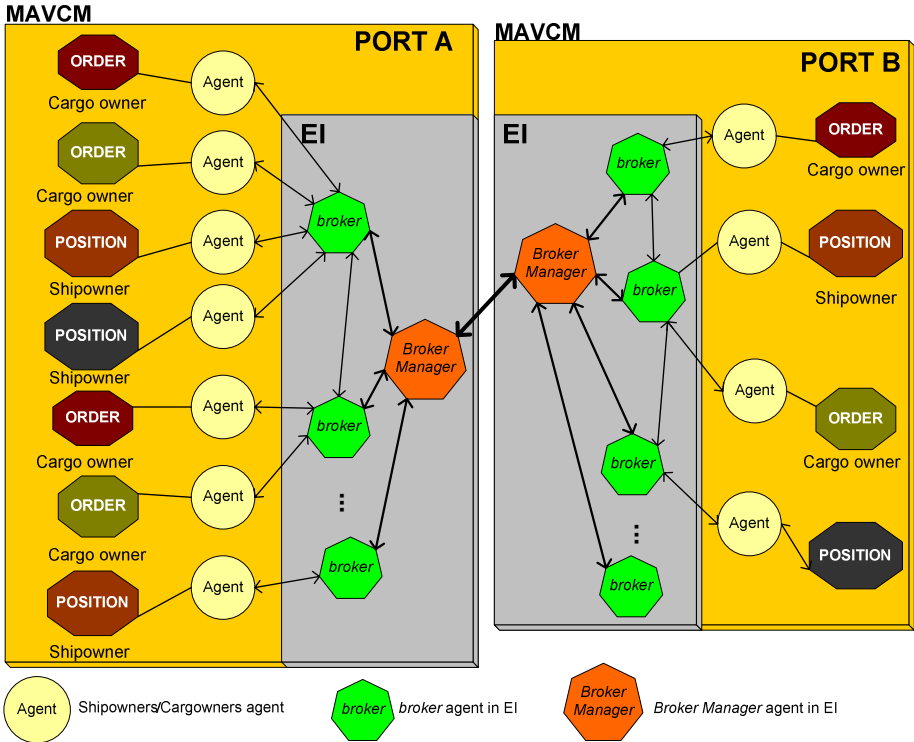 MAVCM
PORT A
ORDER
Cargo owner
Agent
ORDER
Cargo owner
Agent
POSITION
Shipowner
Agent
POSITION
Shipowner
Agent
ORDER
Cargo owner
Agent
ORDER
Cargo owner
Agent
POSITION
Shipowner
Agent
EI
broker
broker
...
broker
Broker
Manager
MAVCM
PORT B
EI
broker
Broker
Manager
broker
broker
...
broker
Agent
ORDER
Cargo owner
Agent
POSITION
Shipowner
Agent
ORDER
Cargo owner
Agent
POSITION
Agent
Shipowners/Cargowners agent
broker
broker agent in EI
Broker
Manager
Broker Manager agent in EI